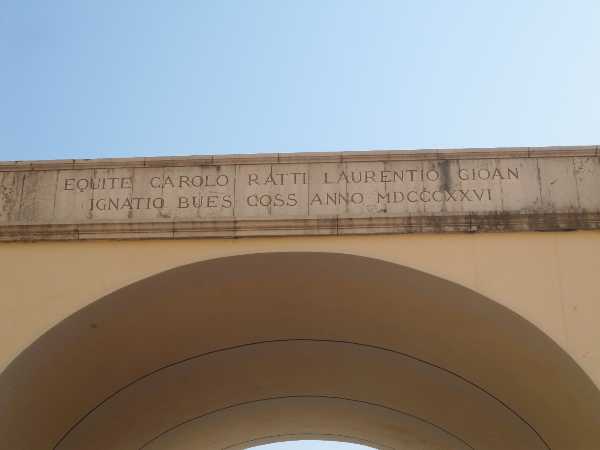 EQUITE CAROLO RATTI LAURENTIO GIOAN
IGNATIO BUES COSS ANNO MDCCCXXVI